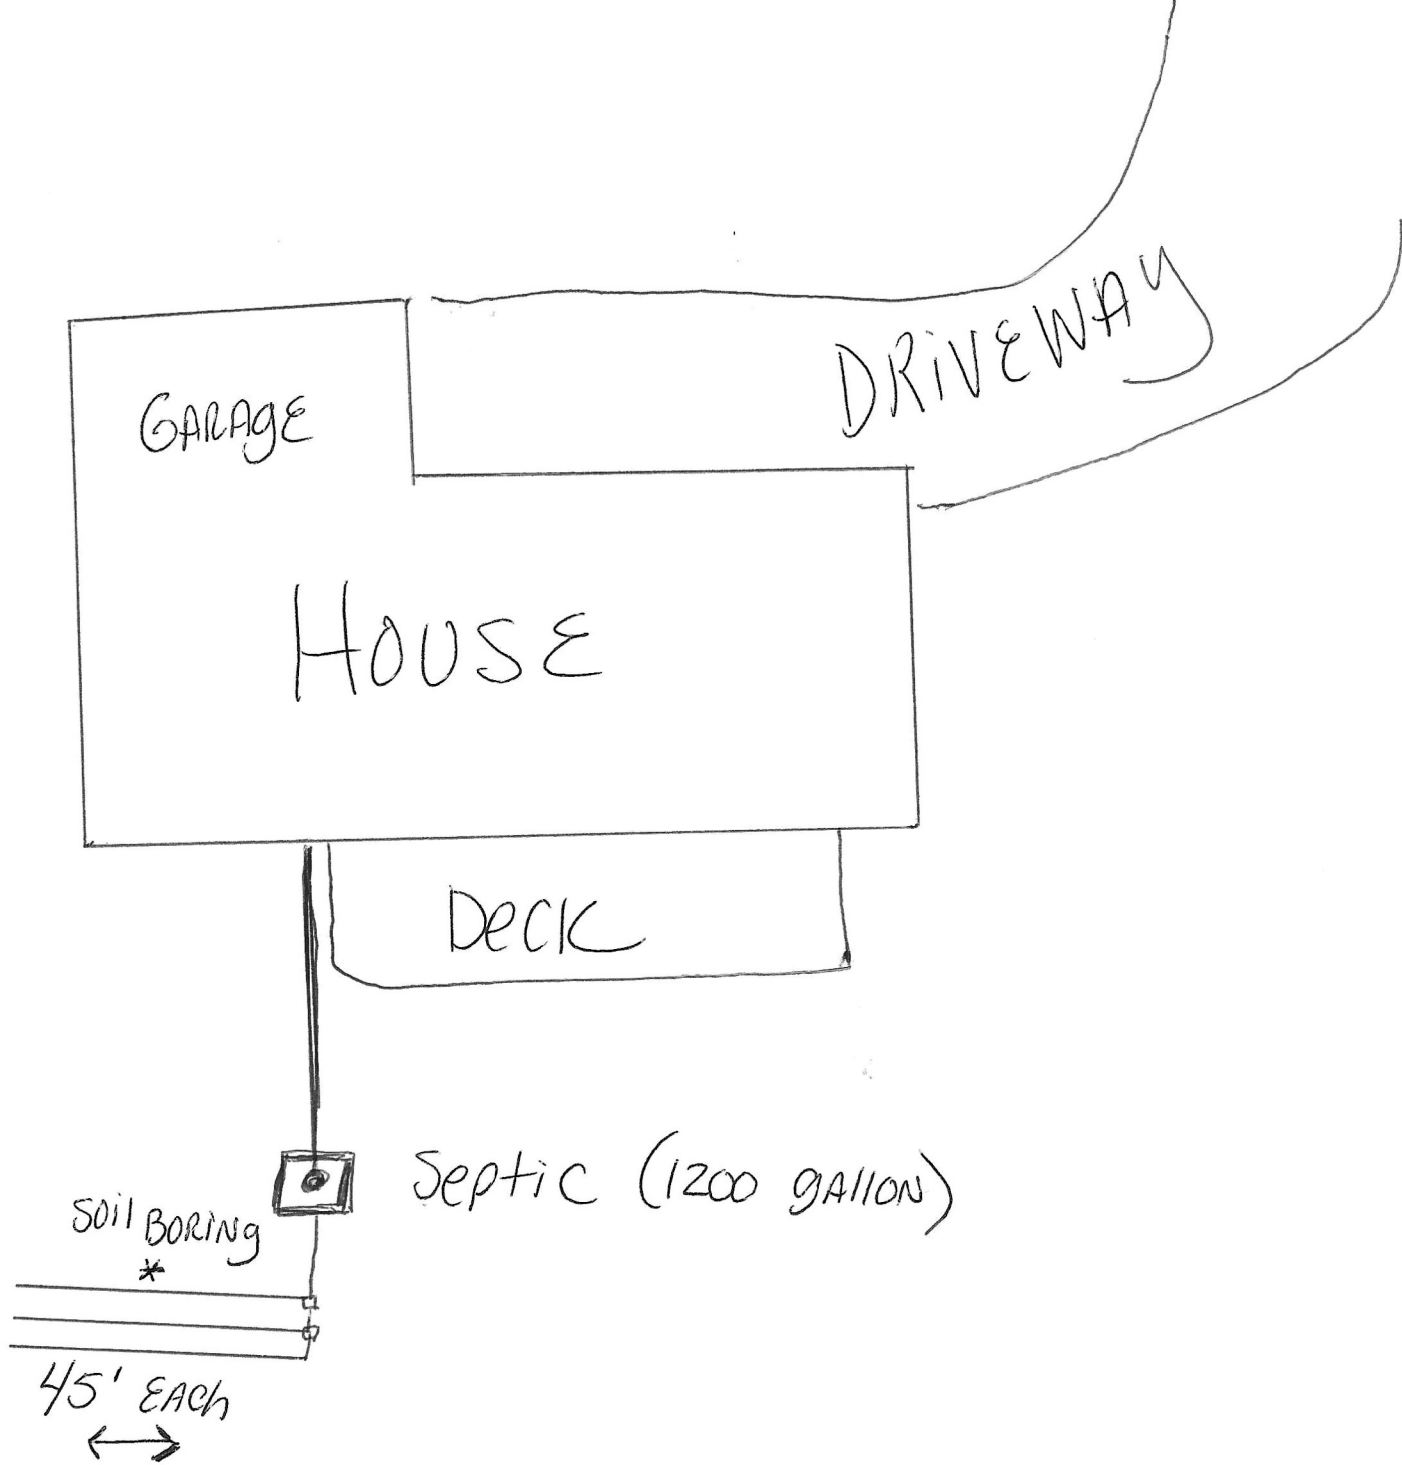 DRIVEWAY
GARAGE
HOUSE
Deck
Septic (1200 gallon)
Soil BORING
*
45' EACH